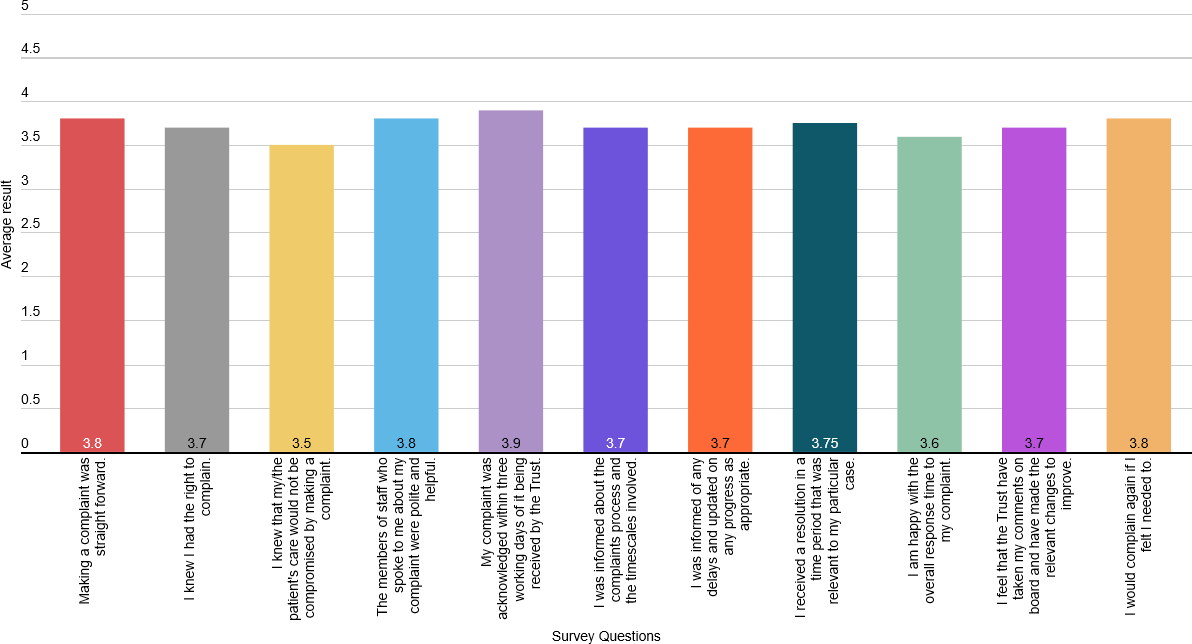 5
4.5
4
3.5
3
2.5
2
1.5
1
0.5
0
Average result
3.8
3.7
3.5
3.8
3.9
3.7
3.7
3.75
3.6
3.7
3.8
Making a complaint was
straight forward.
I knew I had the right to
complain.
I knew that my/the
patient's care would not be
compromised by making a
complaint.
The members of staff who
spoke to me about my
complaint were polite and
helpful.
My complaint was
acknowledged within three
working days of it being
received by the Trust.
I was informed about the
complaints process and
the timescales involved.
I was informed of any
delays and updated on
any progress as
appropriate.
I received a resolution in a
time period that was
relevant to my particular
case.
I am happy with the
overall response time to
my complaint.
I feel that the Trust have
taken my comments on
board and have made the
relevant changes to
improve.
I would complain again if I
felt I needed to.
Survey Questions